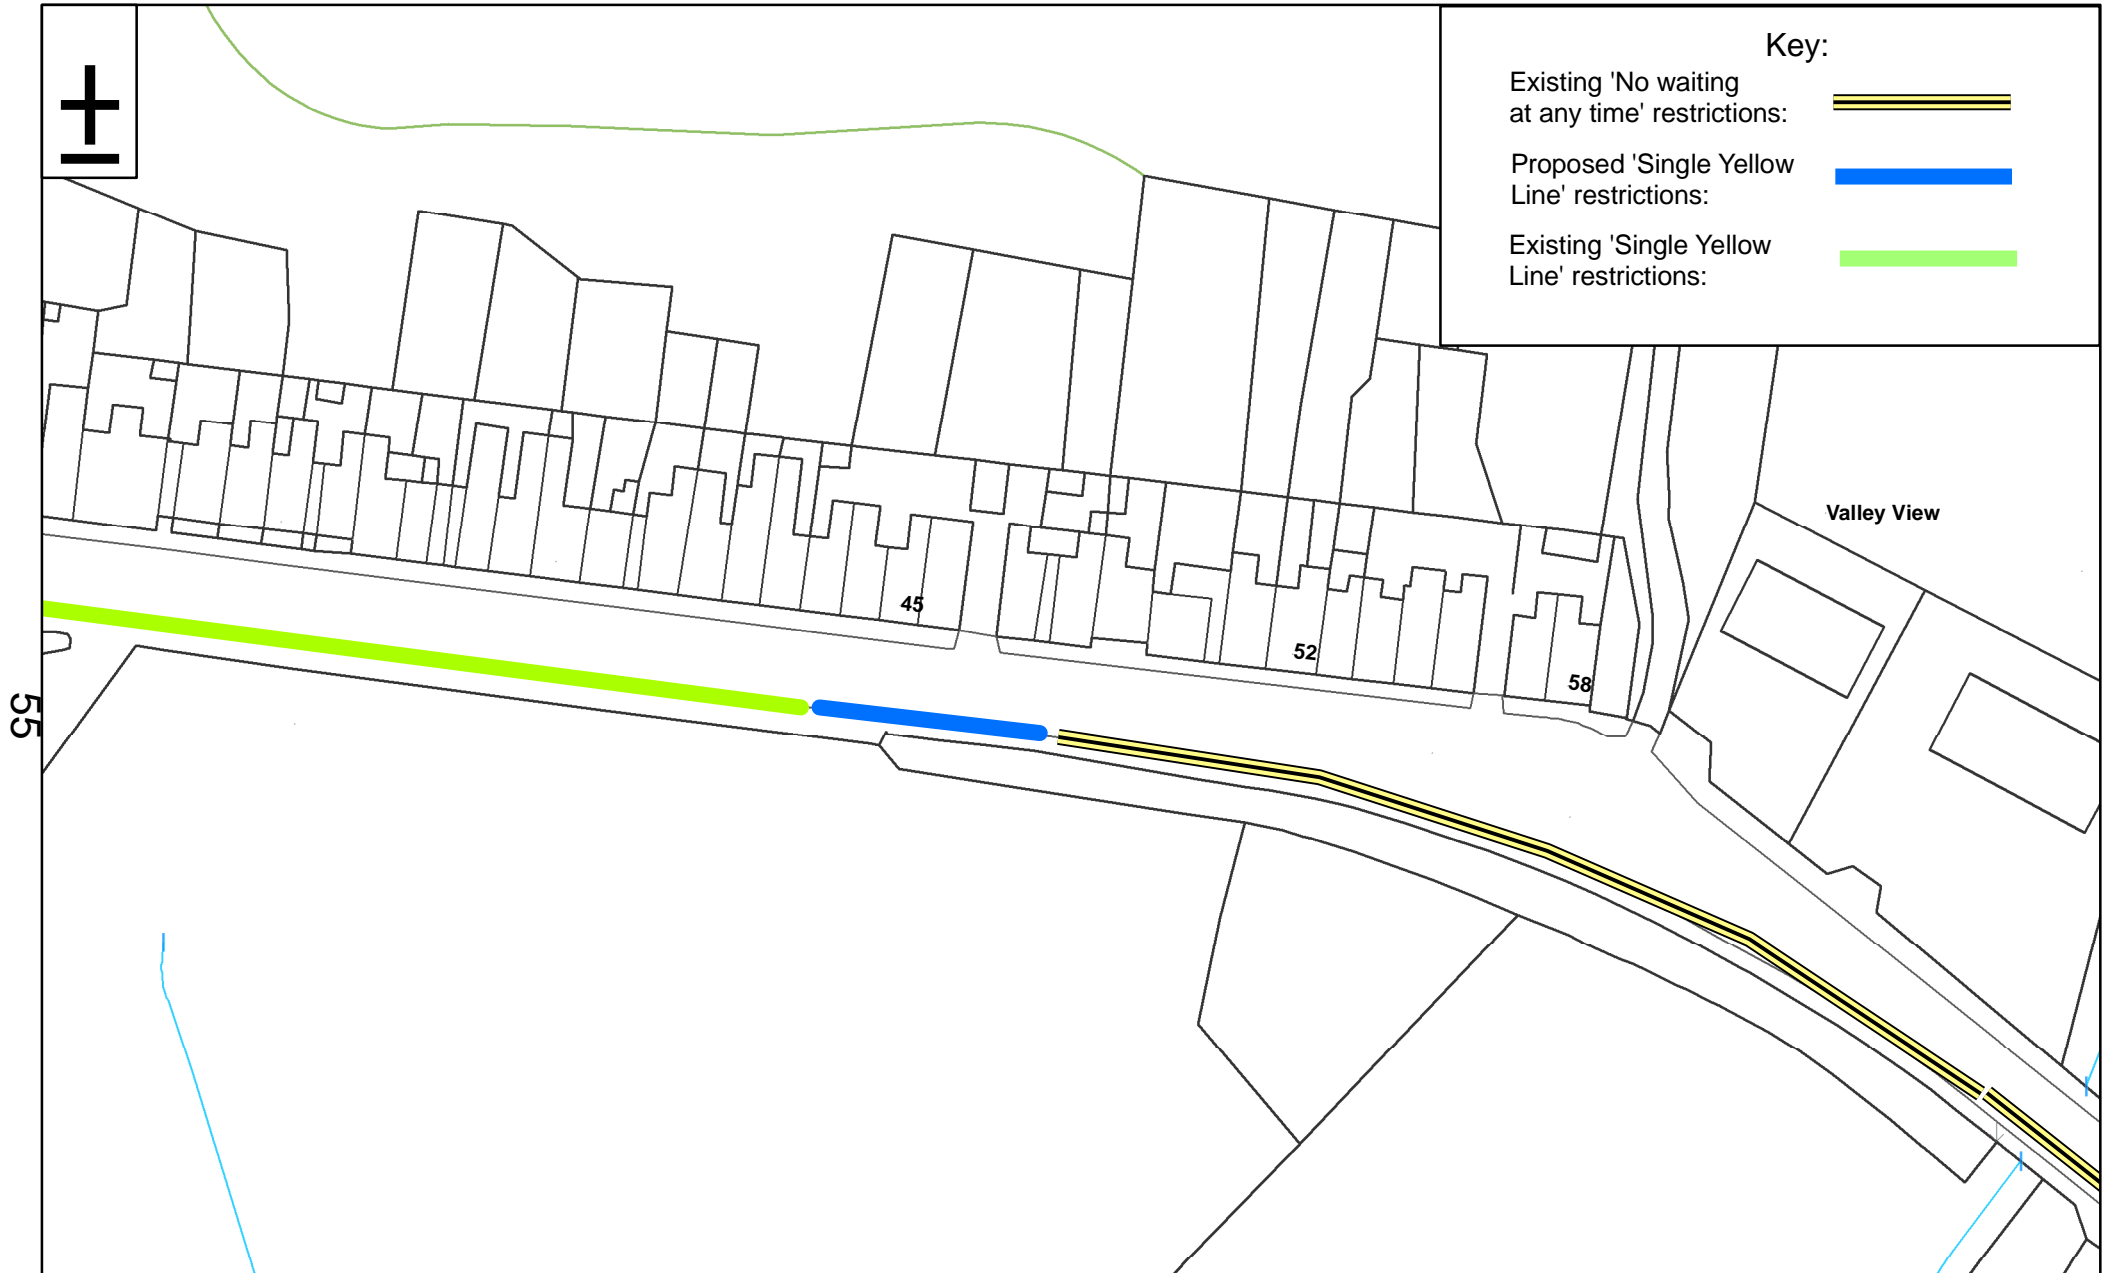 Key:
Existing 'No waiting
at any time' restrictions:
Proposed 'Single Yellow
Line' restrictions:
Existing 'Single Yellow
Line' restrictions:
Valley View
45
52
58
55